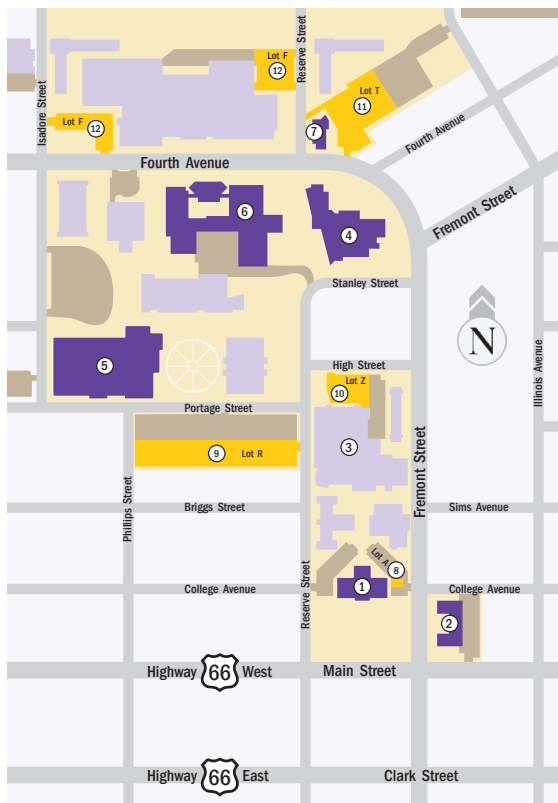 Lot F
12
Reserve Street
Lot T
11
Isadore Street
Lot F
12
7
Fourth Avenue
Fourth Avenue
6
4
Fremont Street
Stanley Street
N
Illinois Avenue
5
High Street
Lot Z
10
Portage Street
3
9
Lot R
Phillips Street
Fremont Street
Briggs Street
Sims Avenue
Reserve Street
Lot A
8
College Avenue
1
College Avenue
2
Highway 66 West
Main Street
Highway 66 East
Clark Street